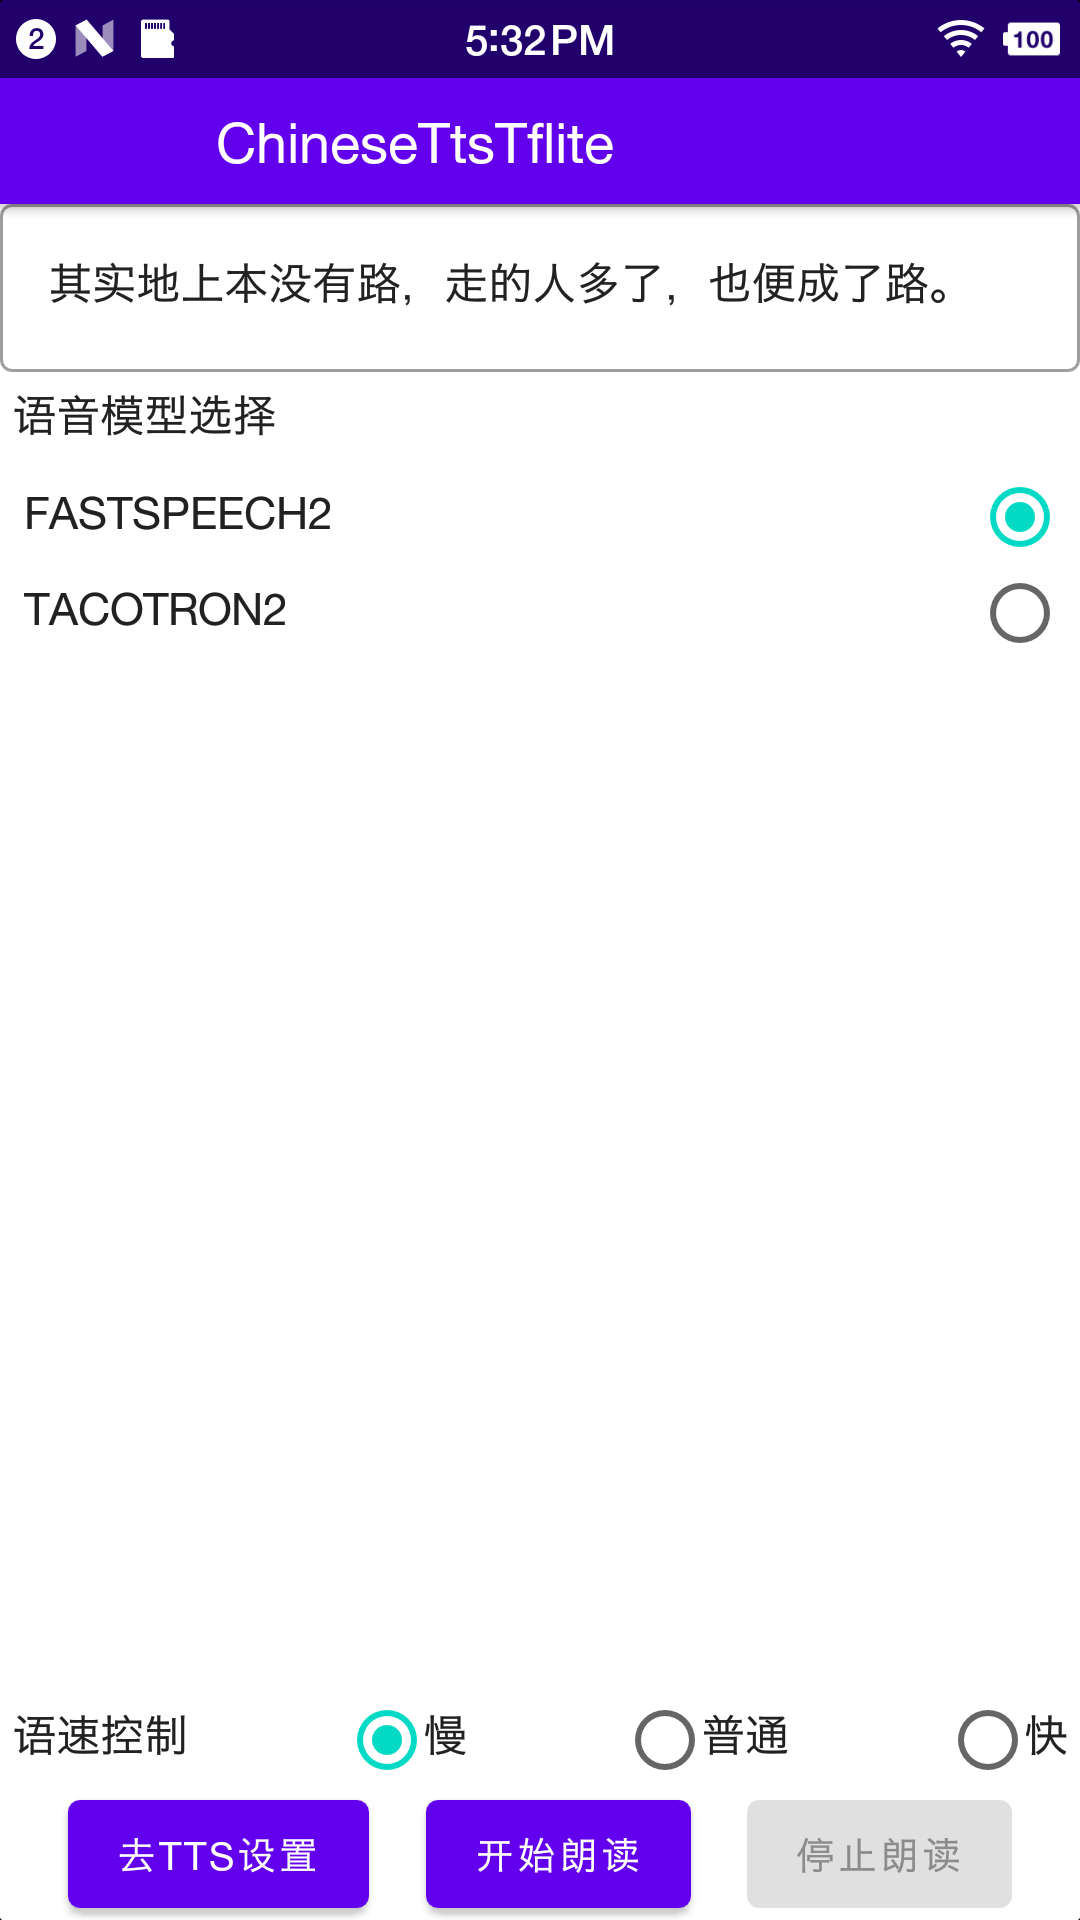 2
5:32 PM
100
ChineseTtsTflite
其实地上本没有路，走的人多了，也便成了路。
语音模型选择
FASTSPEECH2
TACOTRON2
语速控制 慢 普通 快
去TTS设置 开始朗读 停止朗读